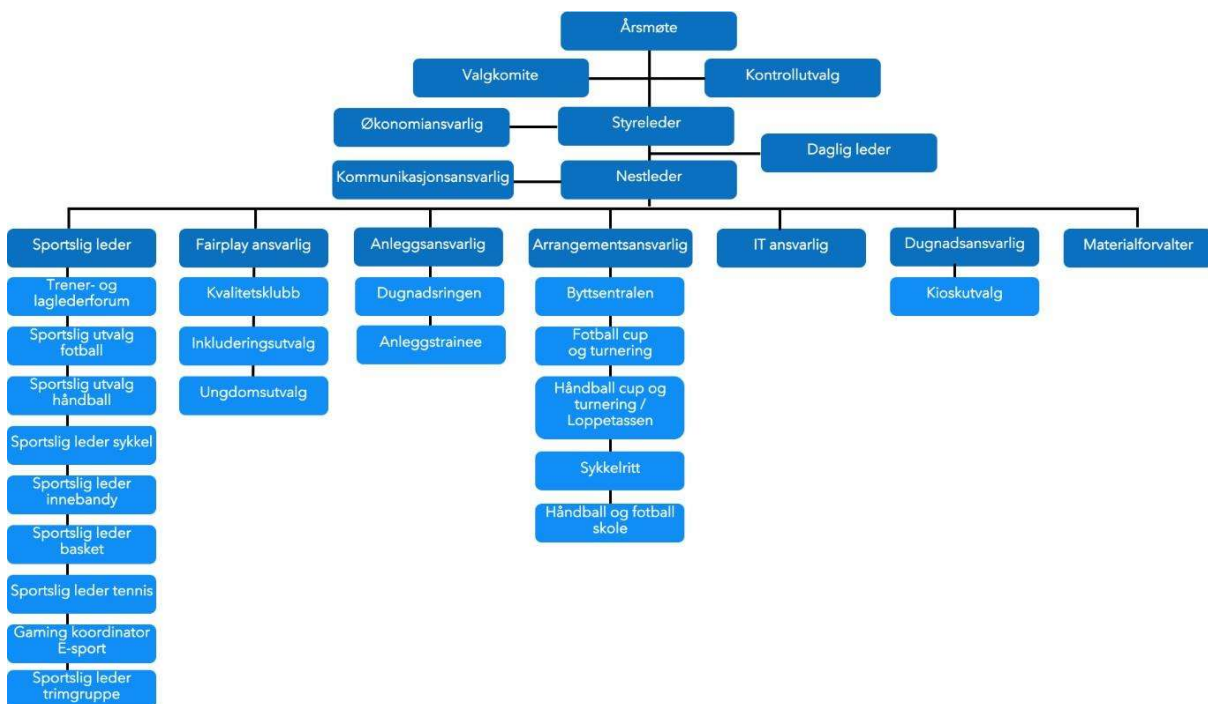 Årsmøte
Valgkomite
Kontrollutvalg
Økonomiansvarlig
Styreleder
Daglig leder
Kommunikasjonsansvarlig
Nestleder
Sportslig leder
Fairplay ansvarlig
Anleggsansvarlig
Arrangementsansvarlig
IT ansvarlig
Dugnadsansvarlig
Materialforvalter
Trener- og
laglederforum
Sportslig utvalg
fotball
Sportslig utvalg
håndball
Sportslig leder sykkel
Sportslig leder
innebandy
Sportslig leder
basket
Sportslig leder tennis
Gaming koordinator
E-sport
Sportslig leder
trimgruppe
Kvalitetsklubb
Inkluderingsutvalg
Ungdomsutvalg
Dugnadsringen
Anleggstrainee
Byttsentralen
Fotball cup
og turnering
Håndball cup og
turnering /
Loppetassen
Sykkelritt
Håndball og fotball
skole
Kioskutvalg